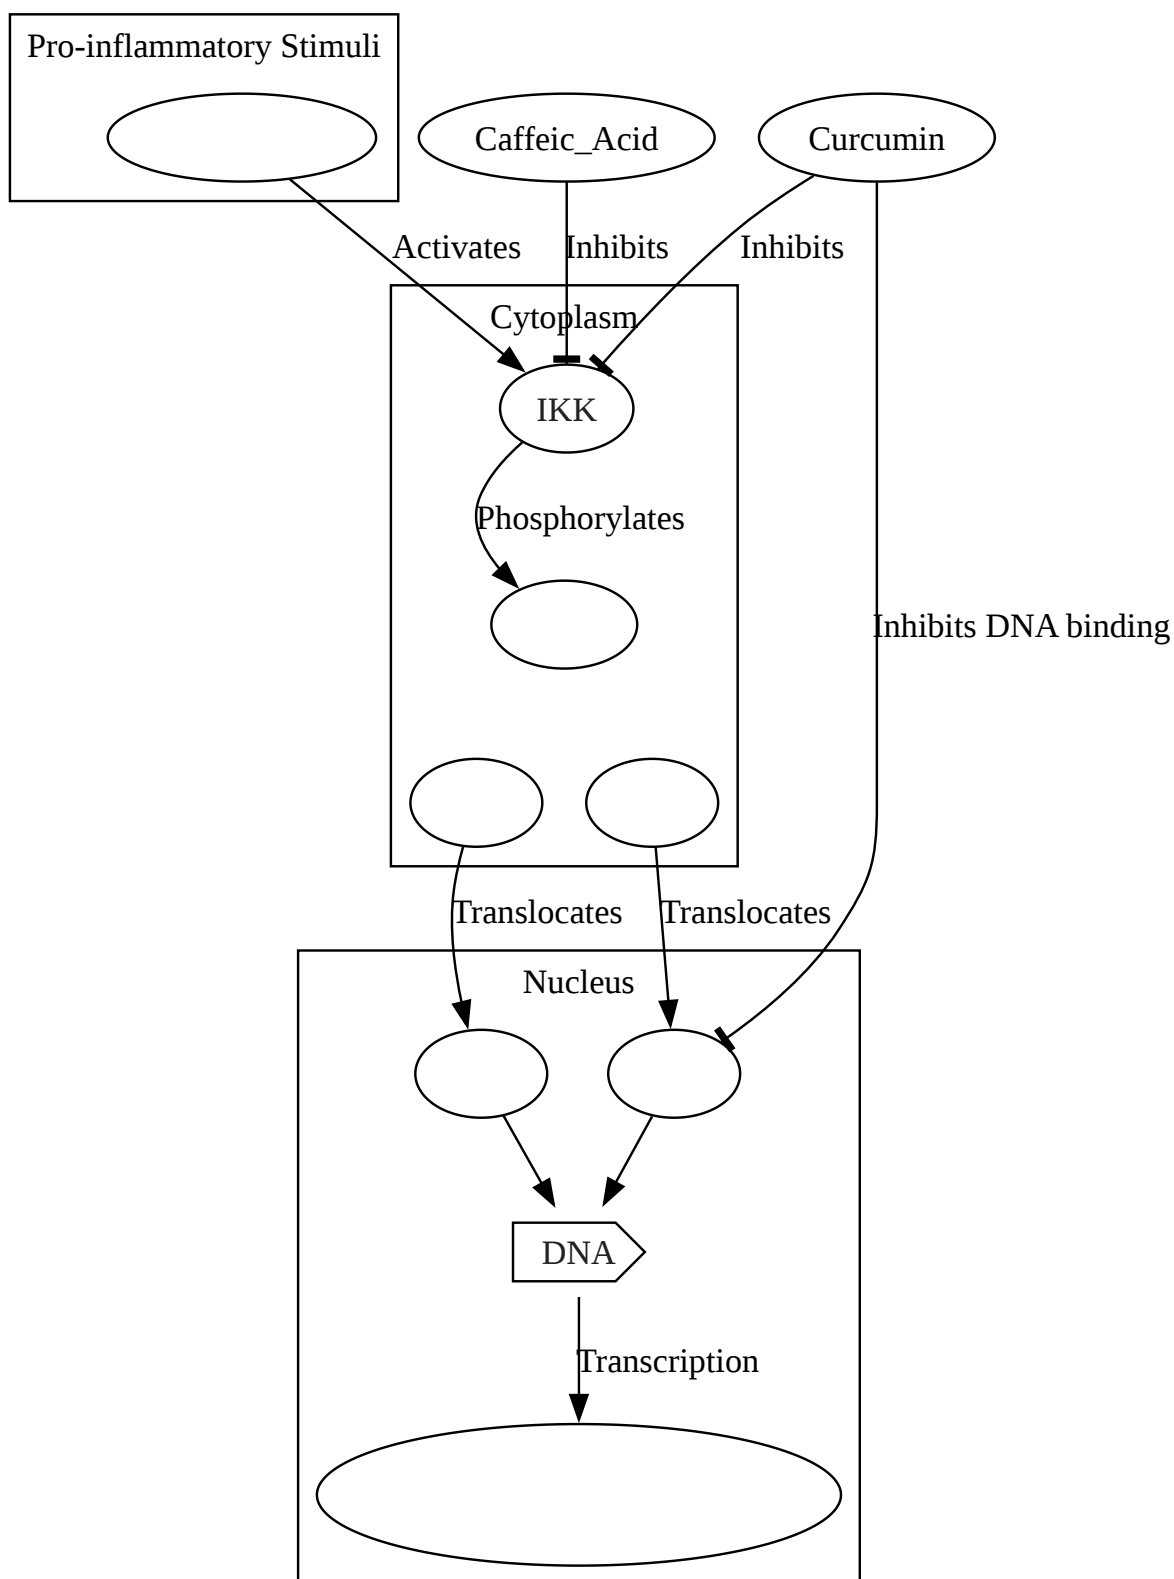 Pro-inflammatory Stimuli
Caffeic_Acid
Curcumin
Activates
Inhibits
Inhibits
Cytoplasm
IKK
Phosphorylates
Inhibits DNA binding
Translocates
Translocates
Nucleus
DNA
Transcription